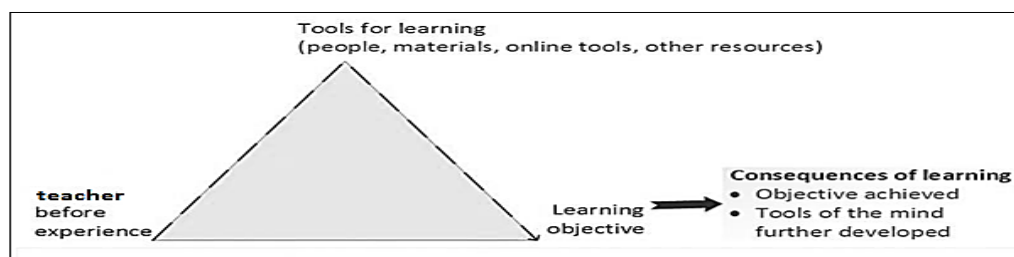 Tools for learning
(people, materials, online tools, other resources)
teacher
before
experience
Learning
objective
Consequences of learning
• Objective achieved
• Tools of the mind
further developed